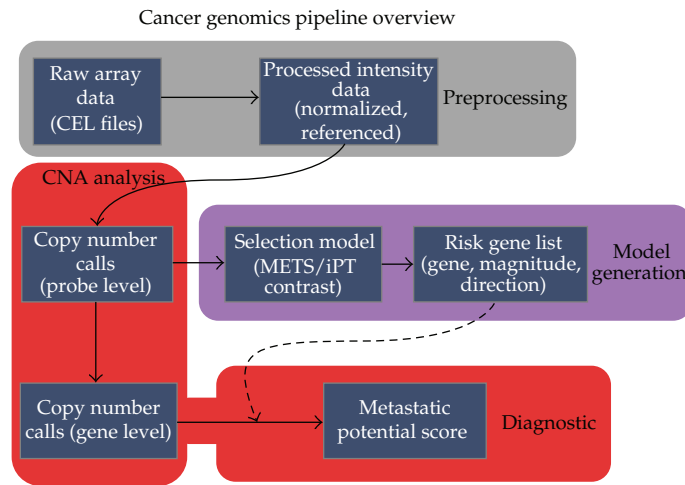 Cancer genomics pipeline overview
Raw array
data
(CEL files)
Processed intensity
data
(normalized,
referenced)
Preprocessing
CNA analysis
Copy number
calls
(probe level)
Selection model
(METS/iPT
contrast)
Risk gene list
(gene, magnitude,
direction)
Model
generation
Copy number
calls (gene level)
Metastatic
potential score
Diagnostic